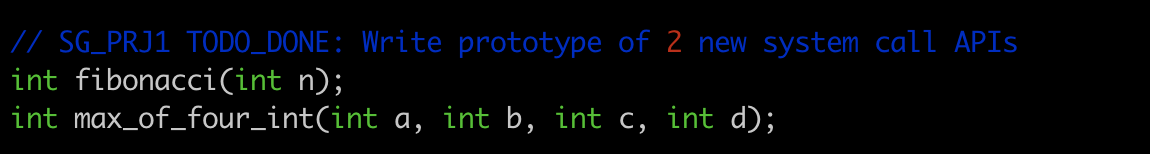 // SG_PRJ1 TODO_DONE: Write prototype of 2 new system call APIs
int fibonacci(int n);
int max_of_four_int(int a, int b, int c, int d);